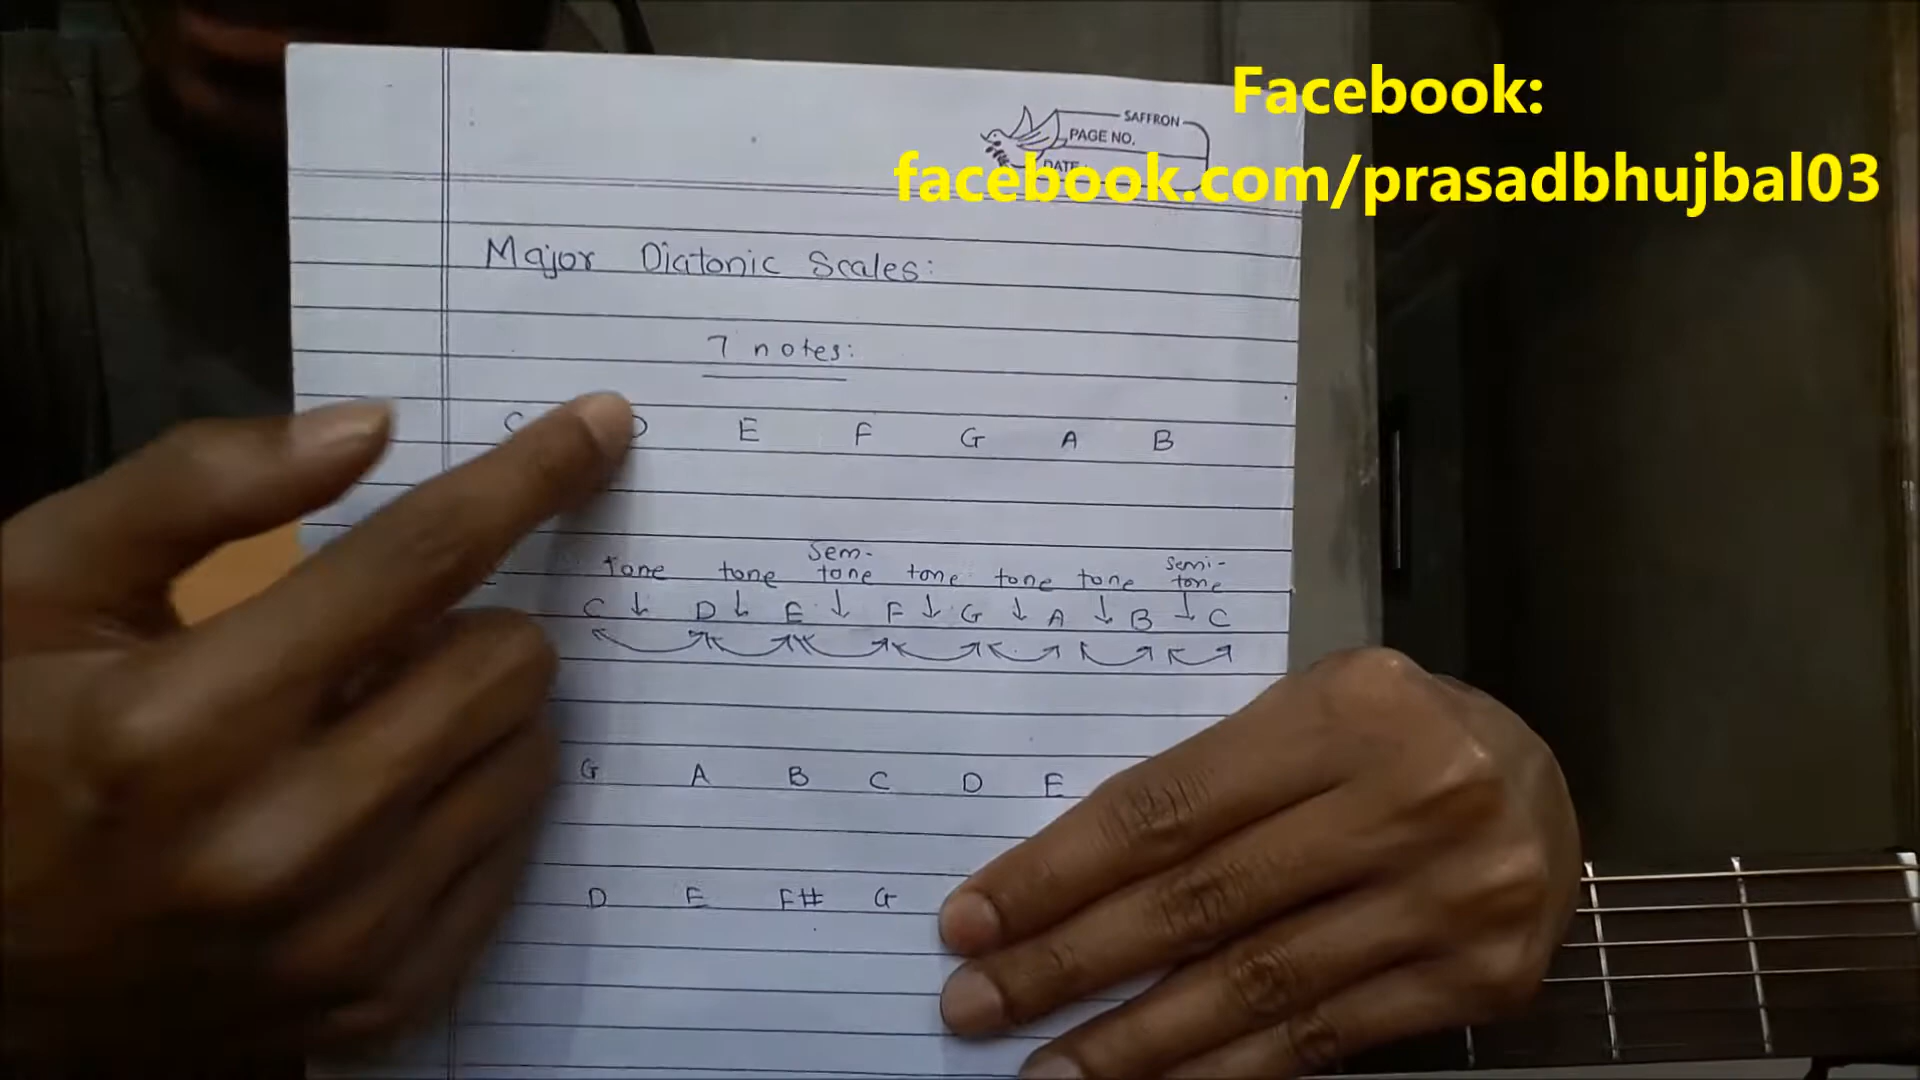 Facebook:
facebook.com/prasadbhujbal03
SAFFRON
PAGE NO.
DATE :
Major Diatonic Scales:
7 notes:
C D E F G A B
tone tone Sem-tone tone tone tone Semi-tone
C D E F G A B C
G A B C D E
D E F# G